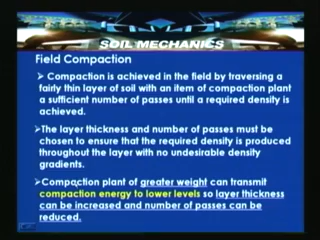 SOIL MECHANICS
Field Compaction
➢ Compaction is achieved in the field by traversing a
fairly thin layer of soil with an item of compaction plant
a sufficient number of passes until a required density is
achieved.
➢The layer thickness and number of passes must be
chosen to ensure that the required density is produced
throughout the layer with no undesirable density
gradients.
➢Compaction plant of greater weight can transmit
compaction energy to lower levels so layer thickness
can be increased and number of passes can be
reduced.